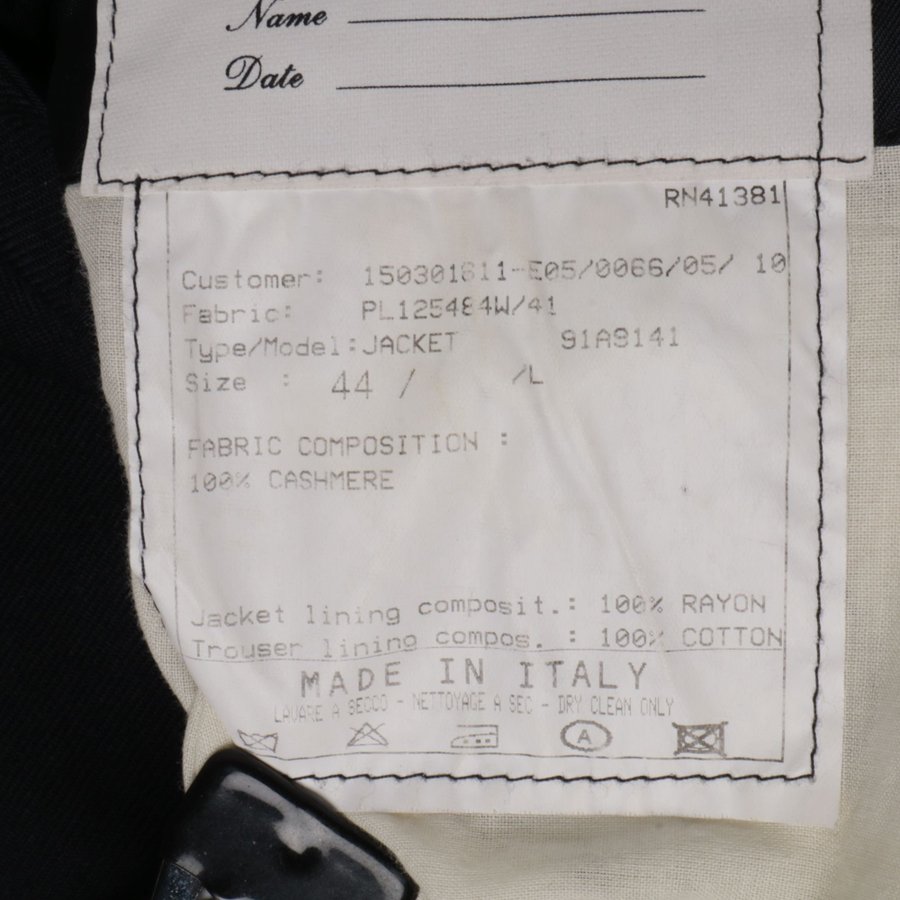 Name
Date
RN41381
Customer: 150301611-E05/0066/05/ 10
Fabric: PL125484W/41
Type/Model:JACKET 91A9141
Size : 44 / /L
FABRIC COMPOSITION :
100% CASHMERE
Jacket lining composit.: 100% RAYON
Trouser lining compos. : 100% COTTON
MADE IN ITALY
LAVARE A SECCO - NETTOYAGE A SEC - DRY CLEAN ONLY
A